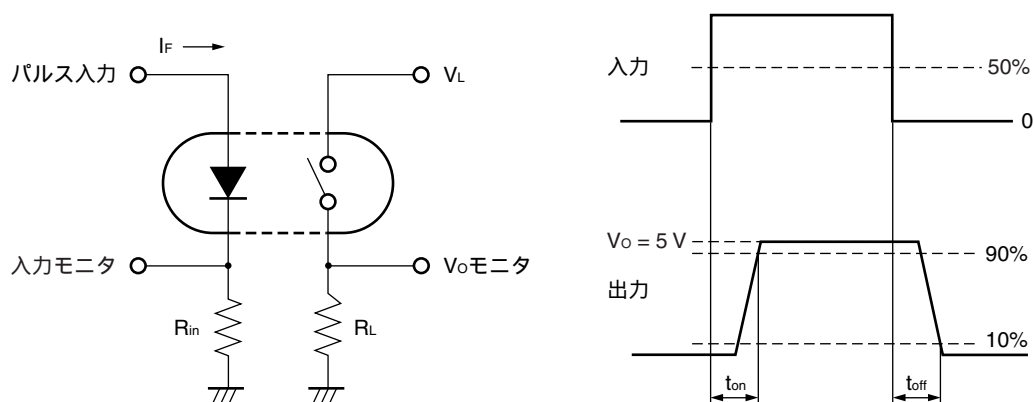 IF
パルス入力
VL
入力モニタ
VOモニタ
Rin
RL
入力
50%
0
VO = 5 V
90%
出力
10%
ton
toff